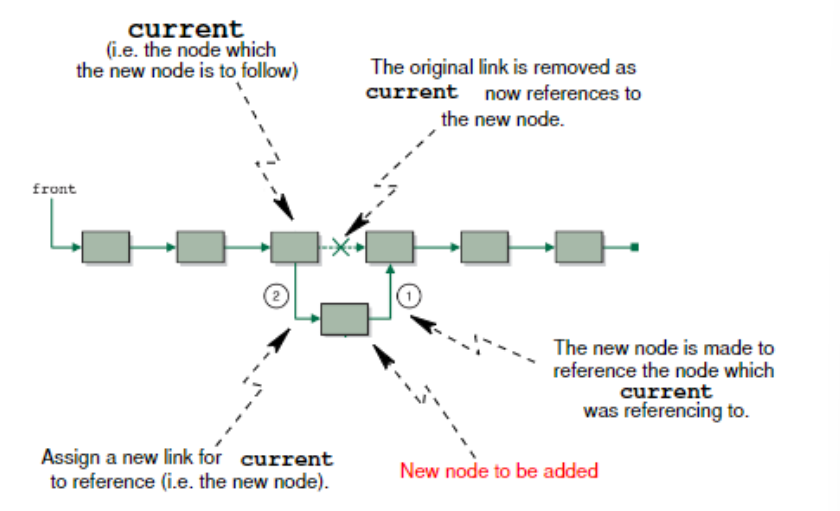 current
(i.e. the node which
the new node is to follow)
The original link is removed as
current now references to
the new node.
front
2
1
The new node is made to
reference the node which
current
was referencing to.
Assign a new link for current
to reference (i.e. the new node).
New node to be added